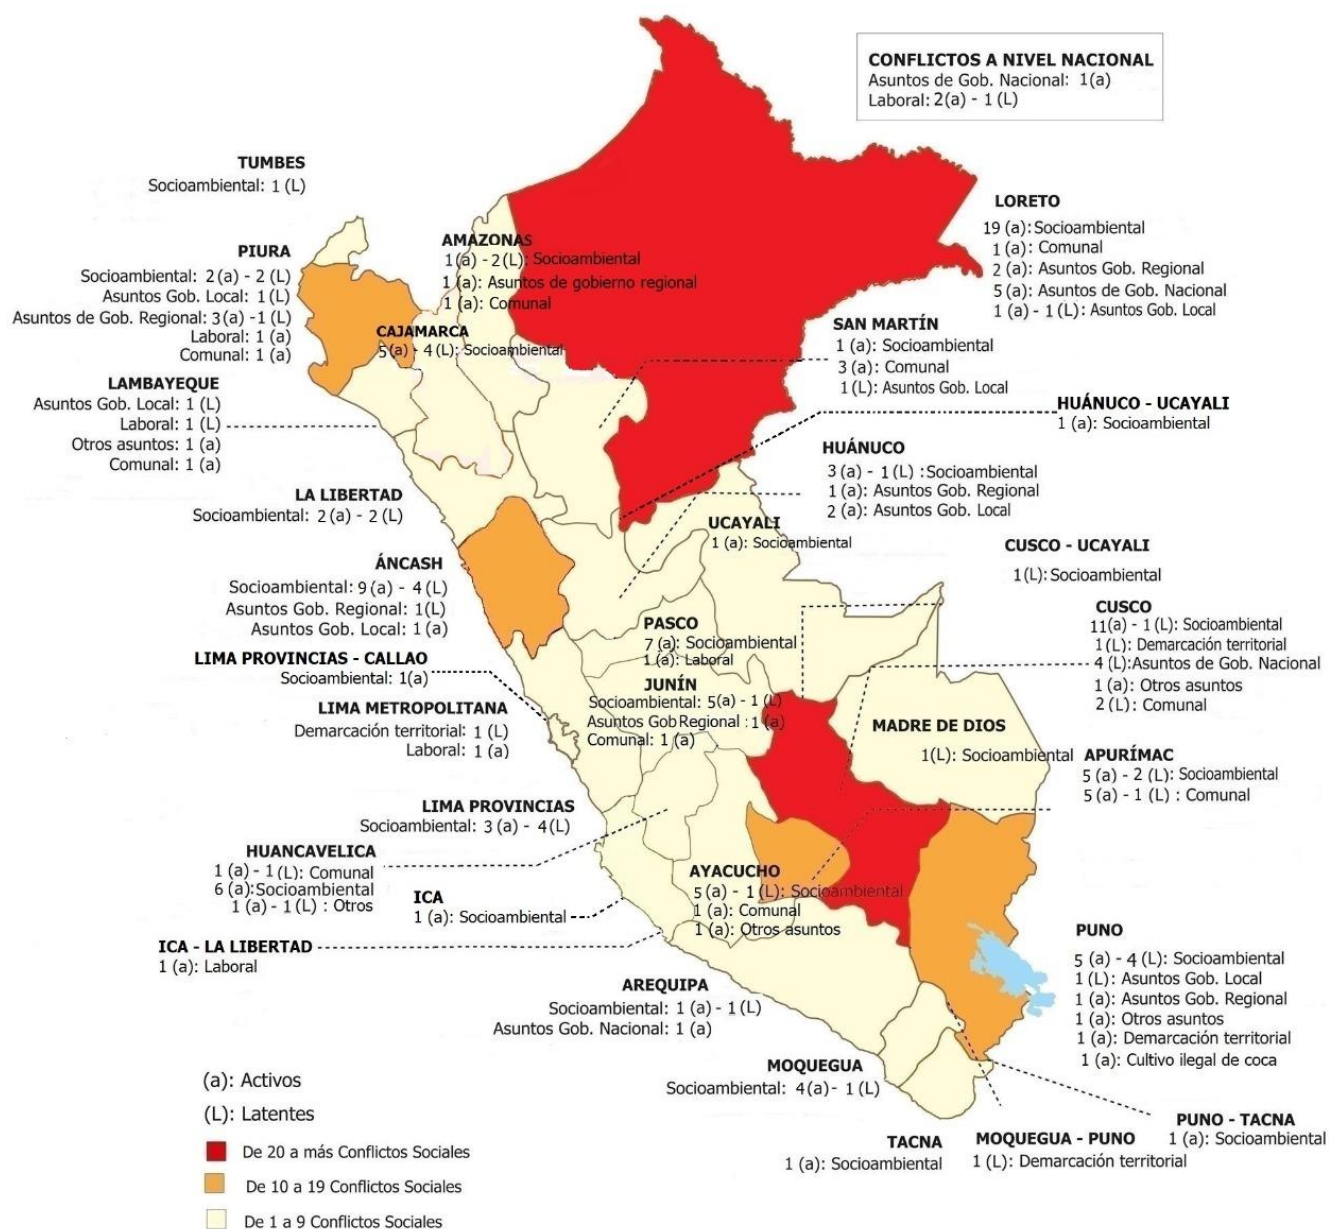 CONFLICTOS A NIVEL NACIONAL
Asuntos de Gob. Nacional: 1(a)
Laboral: 2(a) - 1 (L)
TUMBES
Socioambiental: 1 (L)
PIURA
Socioambiental: 2 (a) - 2 (L)
Asuntos Gob. Local: 1 (L)
Asuntos de Gob. Regional: 3(a) -1(L)
Laboral: 1 (a)
Comunal: 1 (a)
AMAZONAS
1(a) - 2(L): Socioambiental
1(a): Asuntos de gobierno regional
1 (a): Comunal
CAJAMARCA
5(a) - 4(L): Socioambiental
LORETO
19 (a): Socioambiental
1(a): Comunal
2 (a): Asuntos Gob. Regional
5(a): Asuntos de Gob. Nacional
1(a) - 1(L): Asuntos Gob. Local
SAN MARTÍN
1 (a): Socioambiental
3(a): Comunal
1(L): Asuntos Gob. Local
LAMBAYEQUE
Asuntos Gob. Local: 1 (L)
Laboral: 1 (L)
Otros asuntos: 1 (a)
Comunal: 1 (a)
HUÁNUCO - UCAYALI
1 (a): Socioambiental
HUÁNUCO
3(a) - 1(L) :Socioambiental
1(a): Asuntos Gob. Regional
2(a): Asuntos Gob. Local
LA LIBERTAD
Socioambiental: 2(a) - 2 (L)
UCAYALI
1 (a): Socioambiental
CUSCO - UCAYALI
1(L): Socioambiental
ÁNCASH
Socioambiental: 9(a) - 4(L)
Asuntos Gob. Regional: 1(L)
Asuntos Gob. Local: 1(a)
CUSCO
11(a) - 1(L): Socioambiental
1(L): Demarcación territorial
4(L):Asuntos de Gob. Nacional
1(a): Otros asuntos
2(L): Comunal
PASCO
7(a): Socioambiental
1(a): Laboral
LIMA PROVINCIAS - CALLAO
Socioambiental: 1(a)
JUNÍN
Socioambiental: 5(a) - 1(L)
Asuntos Gob Regional : 1(a)
Comunal: 1 (a)
LIMA METROPOLITANA
Demarcación territorial: 1 (L)
Laboral: 1 (a)
MADRE DE DIOS
1(L): Socioambiental
APURÍMAC
5 (a) - 2 (L): Socioambiental
5(a) - 1 (L) : Comunal
LIMA PROVINCIAS
Socioambiental: 3 (a) - 4(L)
HUANCAVELICA
1 (a) - 1(L): Comunal
6(a):Socioambiental
1(a) - 1(L) : Otros
ICA
1 (a): Socioambiental
AYACUCHO
5(a) - 1(L): Socioambiental
1(a): Comunal
1(a): Otros asuntos
ICA - LA LIBERTAD
1 (a): Laboral
PUNO
5 (a) - 4(L): Socioambiental
1(L): Asuntos Gob. Local
1(a): Asuntos Gob. Regional
1(a): Otros asuntos
1(a): Demarcación territorial
1(a): Cultivo ilegal de coca
AREQUIPA
Socioambiental: 1(a) - 1(L)
Asuntos Gob. Nacional: 1(a)
MOQUEGUA
Socioambiental: 4(a) - 1(L)
PUNO - TACNA
1(a): Socioambiental
TACNA
1 (a): Socioambiental
MOQUEGUA - PUNO
1 (L): Demarcación territorial
(a): Activos
(L): Latentes
De 20 a más Conflictos Sociales
De 10 a 19 Conflictos Sociales
De 1 a 9 Conflictos Sociales